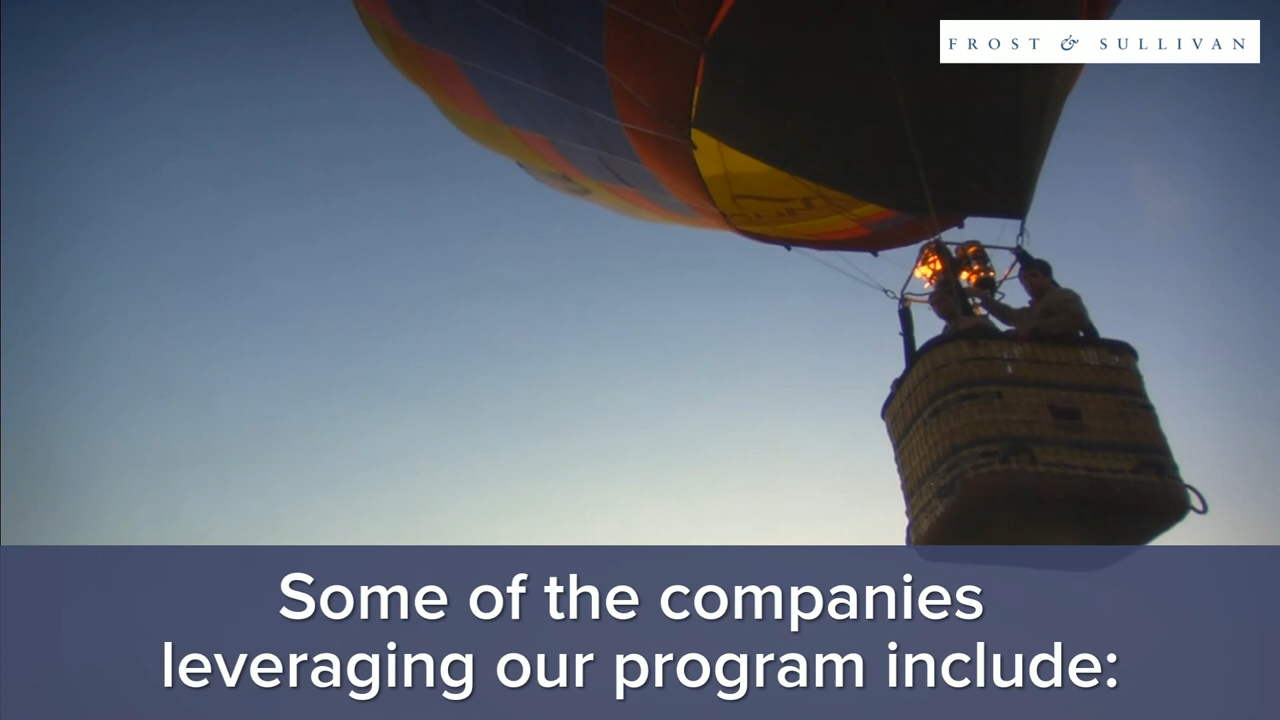 FROST & SULLIVAN
Some of the companies
leveraging our program include: